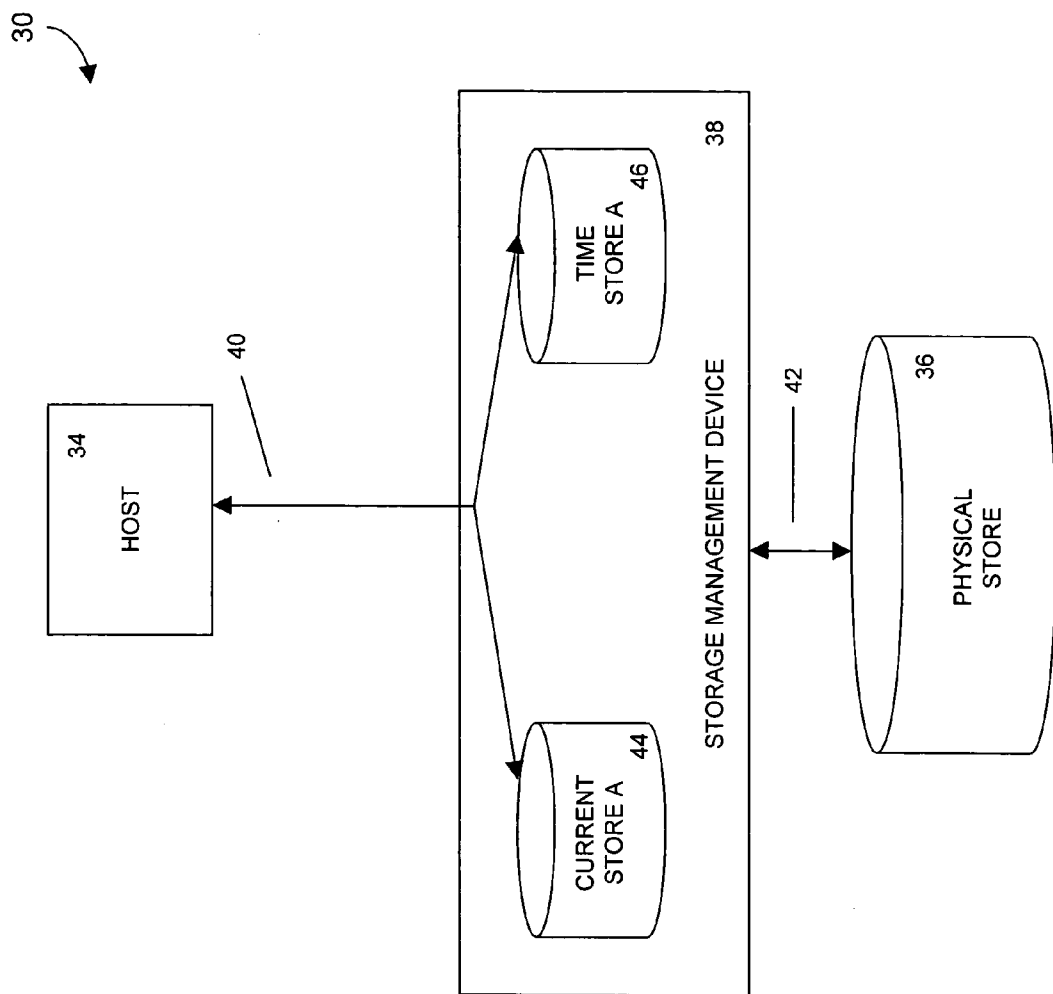 30
34
HOST
40
TIME
STORE A
46
CURRENT
STORE A
44
38
STORAGE MANAGEMENT DEVICE
42
36
PHYSICAL
STORE